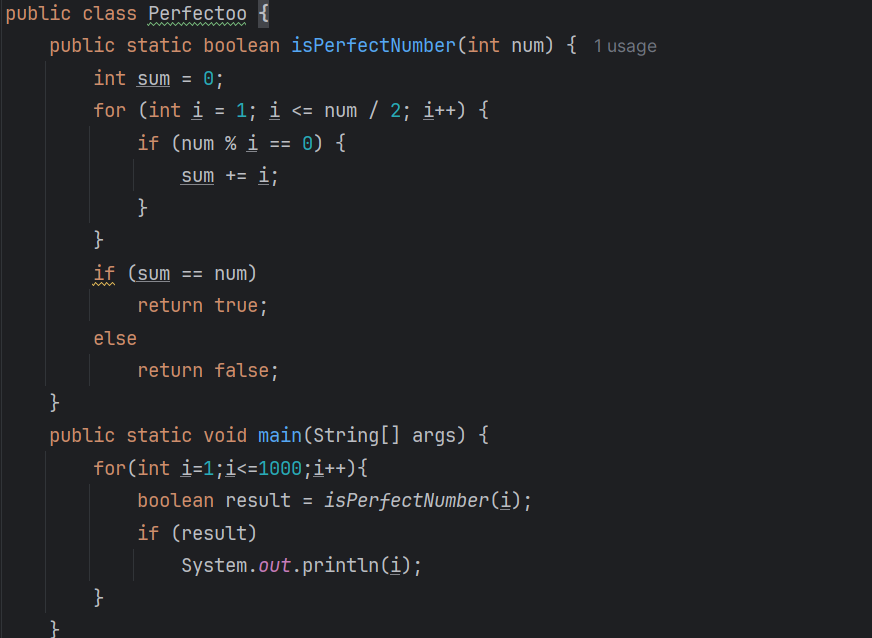 public class Perfectoo {
    public static boolean isPerfectNumber(int num) { 1 usage
        int sum = 0;
        for (int i = 1; i <= num / 2; i++) {
            if (num % i == 0) {
                sum += i;
            }
        }
        if (sum == num)
            return true;
        else
            return false;
    }
    public static void main(String[] args) {
        for(int i=1;i<=1000;i++){
            boolean result = isPerfectNumber(i);
            if (result)
                System.out.println(i);
        }
    }